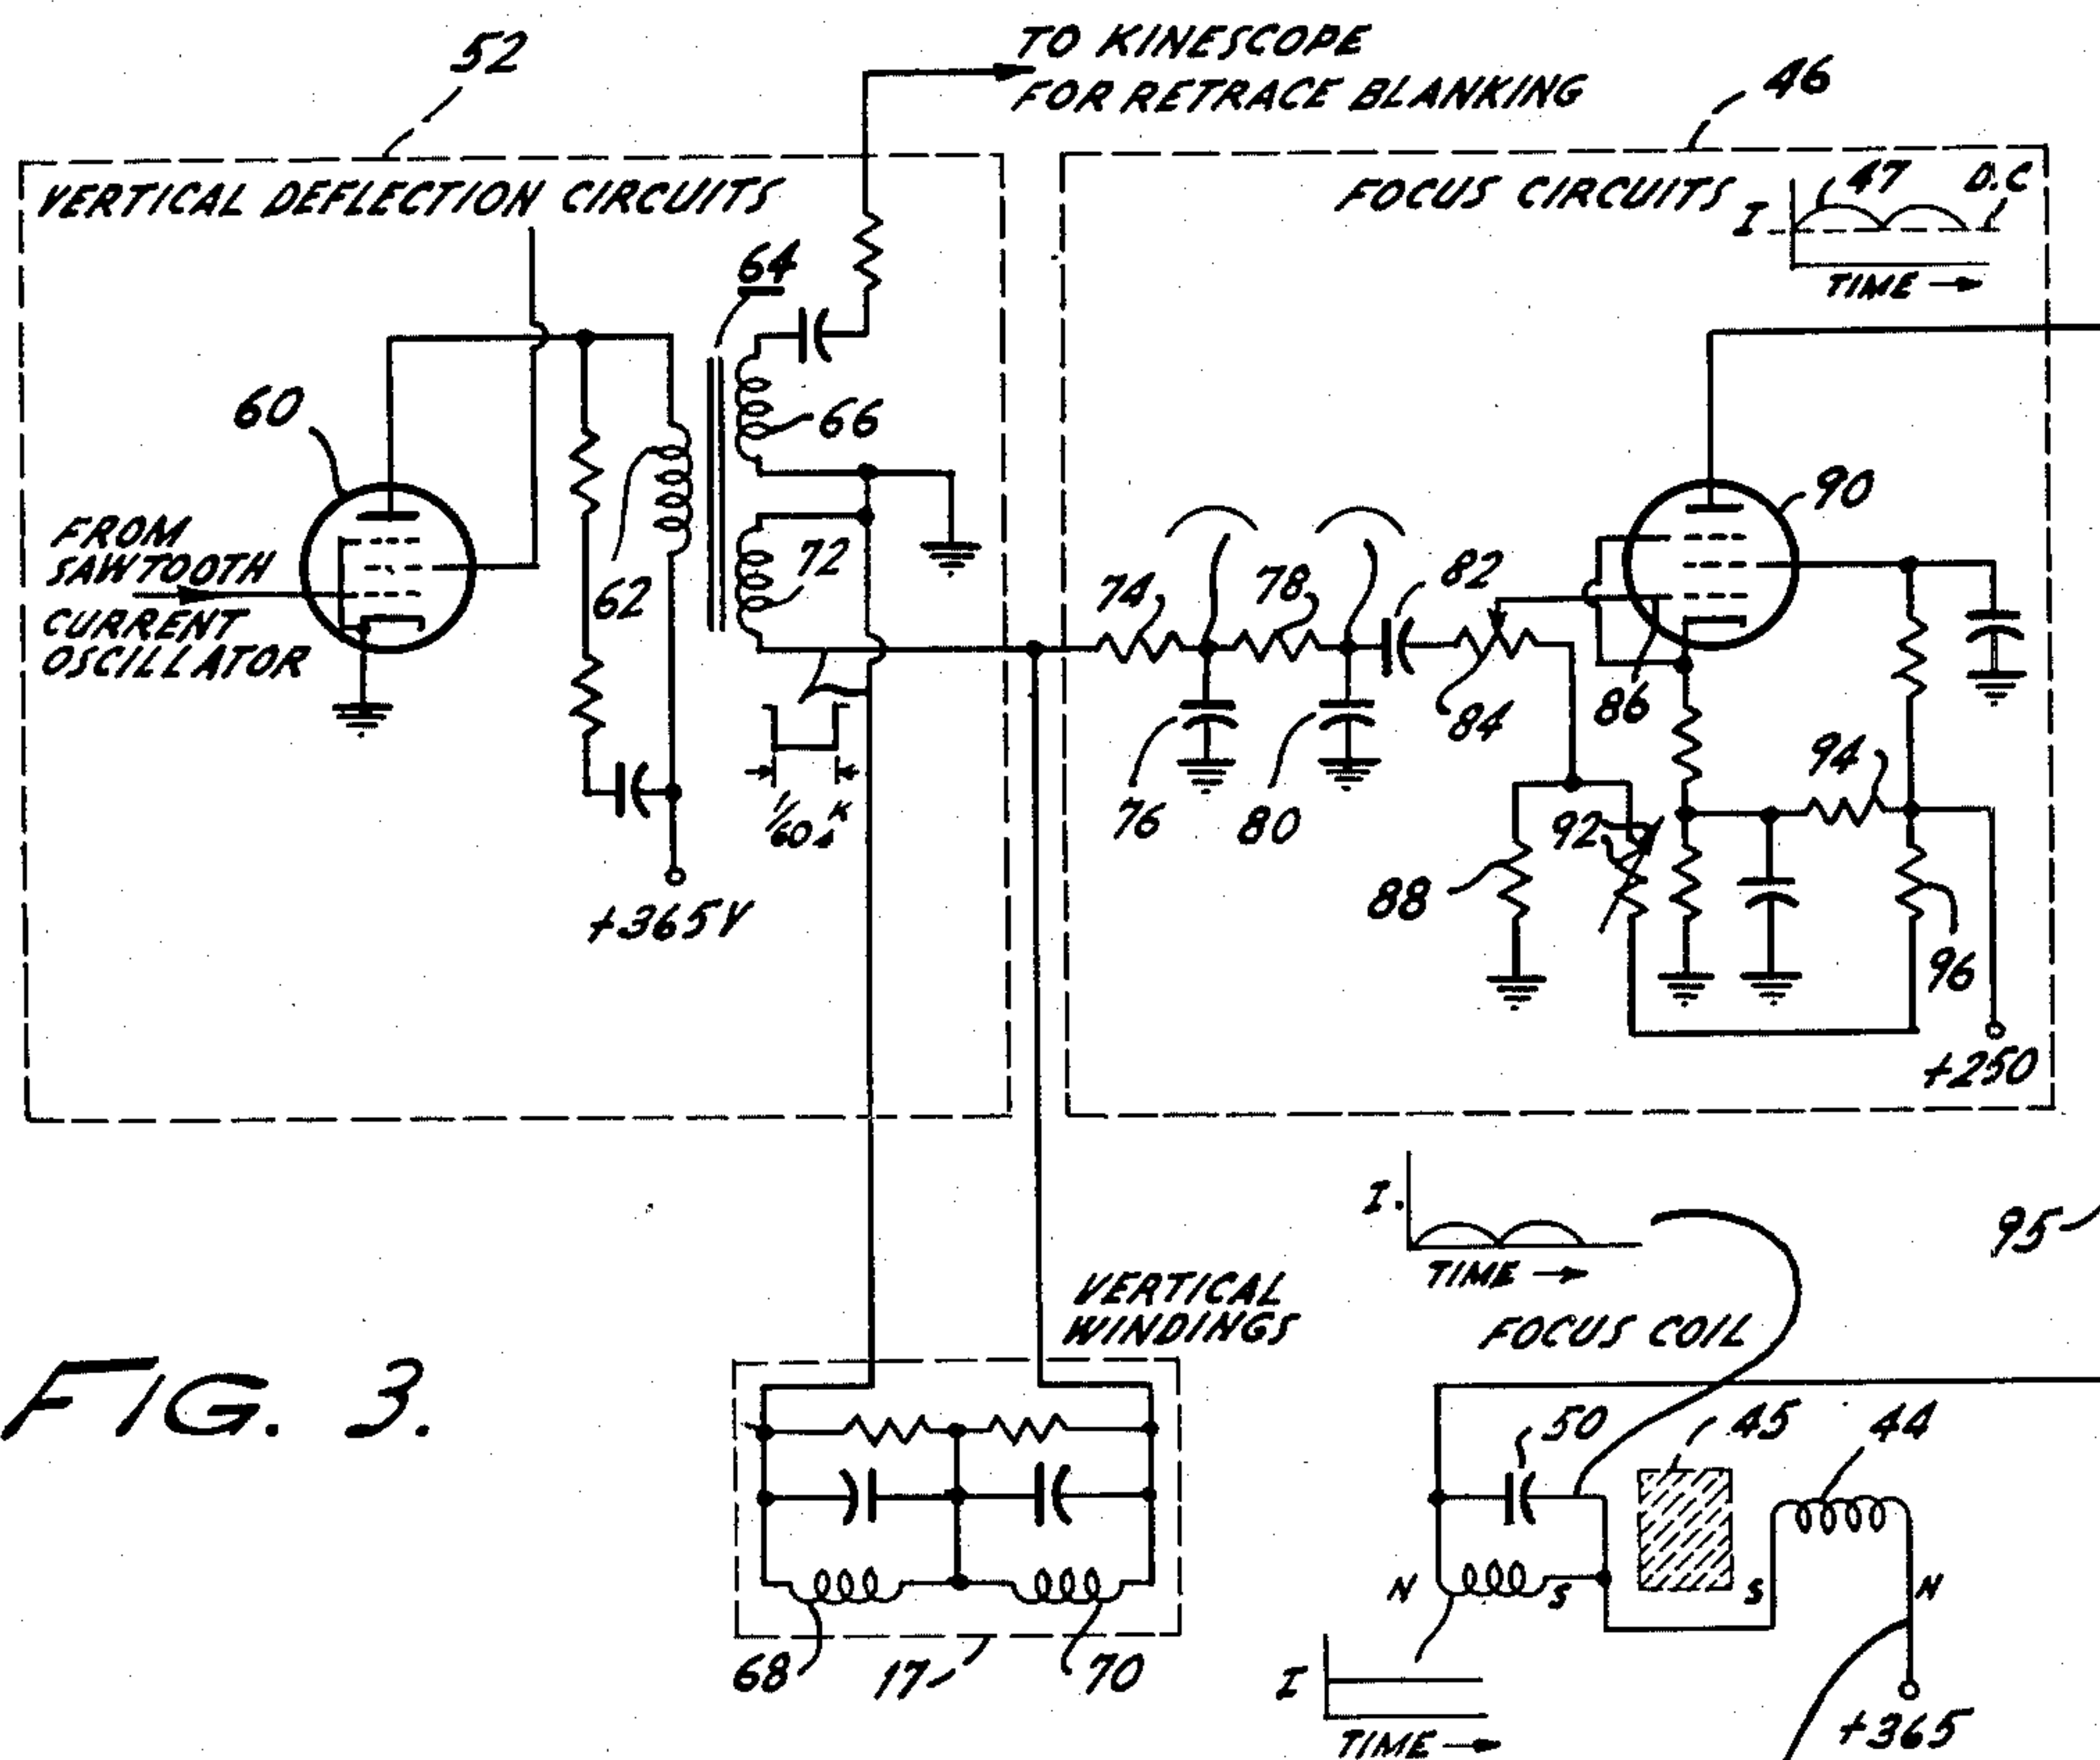 52
TO KINESCOPE
FOR RETRACE BLANKING
46
VERTICAL DEFLECTION CIRCUITS
FOCUS CIRCUITS
47
D.C
I
TIME
64
60
66
90
FROM
SAWTOOTH
CURRENT
OSCILLATOR
62
72
74
78
82
84
86
94
76
80
92
88
96
1/60
+365V
+250
I.
TIME
95
VERTICAL
WINDINGS
FOCUS COIL
FIG. 3.
50
45
44
N
S
S
N
68
17
70
I
TIME
+365